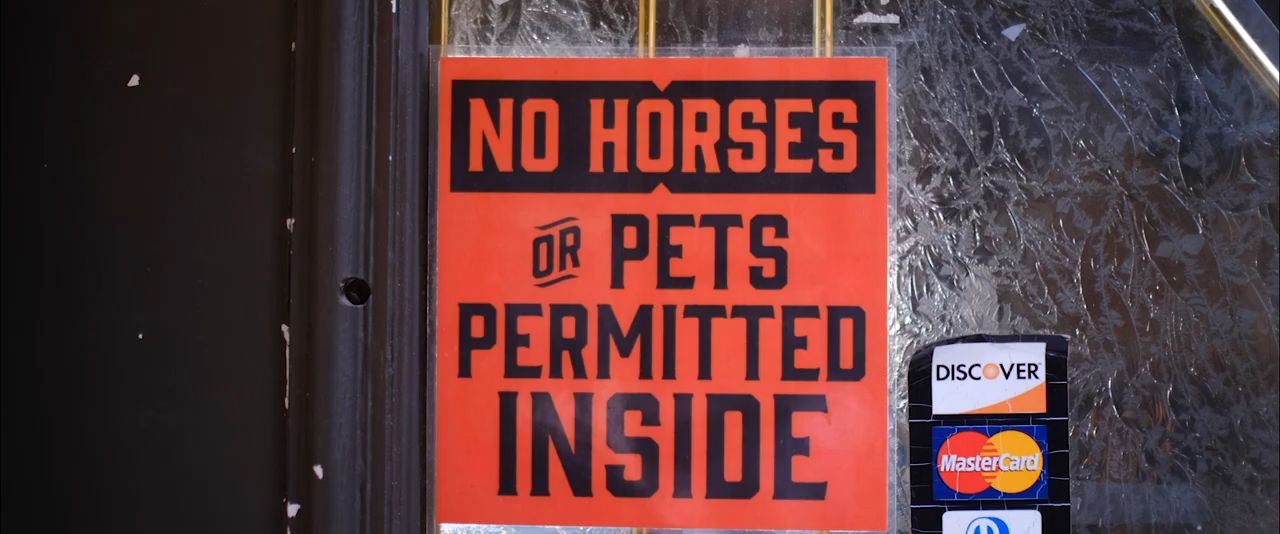 NO HORSES
OR PETS
PERMITTED
INSIDE
DISCOVER
MasterCard